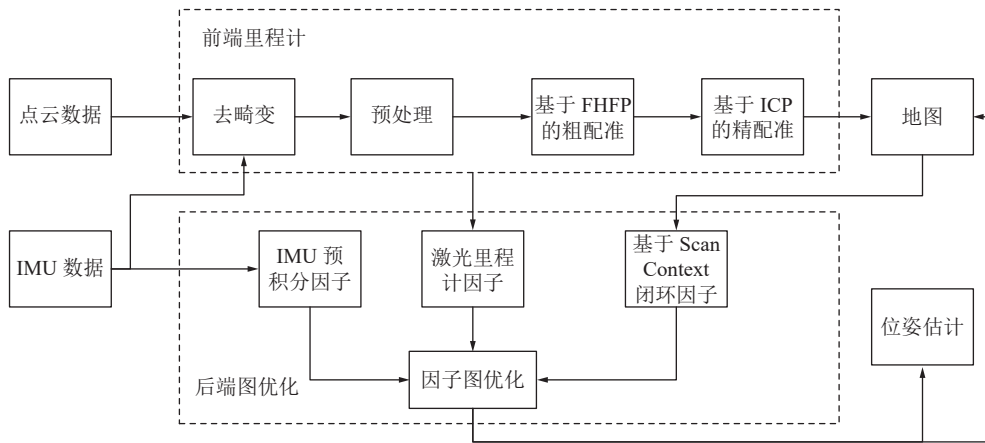 前端里程计
点云数据
去畸变
预处理
基于 FHFP
的粗配准
基于 ICP
的精配准
地图
IMU 数据
IMU 预
积分因子
激光里程
计因子
基于 Scan
Context
闭环因子
位姿估计
后端图优化
因子图优化